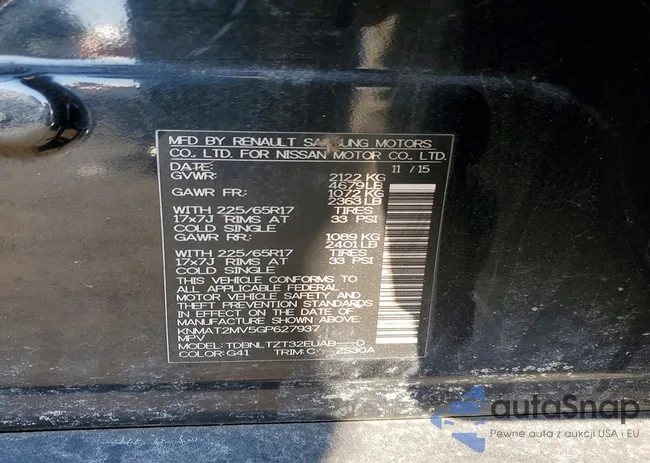 MFD BY RENAULT SAMSUNG MOTORS
CO., LTD. FOR NISSAN MOTOR CO., LTD.
DATE: 11 / 15
GVWR: 2122 KG
4679 LB
GAWR FR: 1072 KG
2363 LB
WITH 225/65R17 TIRES
17x7J RIMS AT 33 PSI
COLD SINGLE
GAWR RR: 1089 KG
2401 LB
WITH 225/65R17 TIRES
17x7J RIMS AT 33 PSI
COLD SINGLE
THIS VEHICLE CONFORMS TO
ALL APPLICABLE FEDERAL
MOTOR VEHICLE SAFETY AND
THEFT PREVENTION STANDARDS
IN EFFECT ON THE DATE OF
MANUFACTURE SHOWN ABOVE.
KNMAT2MV5GP627937
MPV
MODEL: TDBNLTZT32EUAB---D
COLOR: G41 TRIM:
autoSnap
Pewne auta z aukcji USA i EU